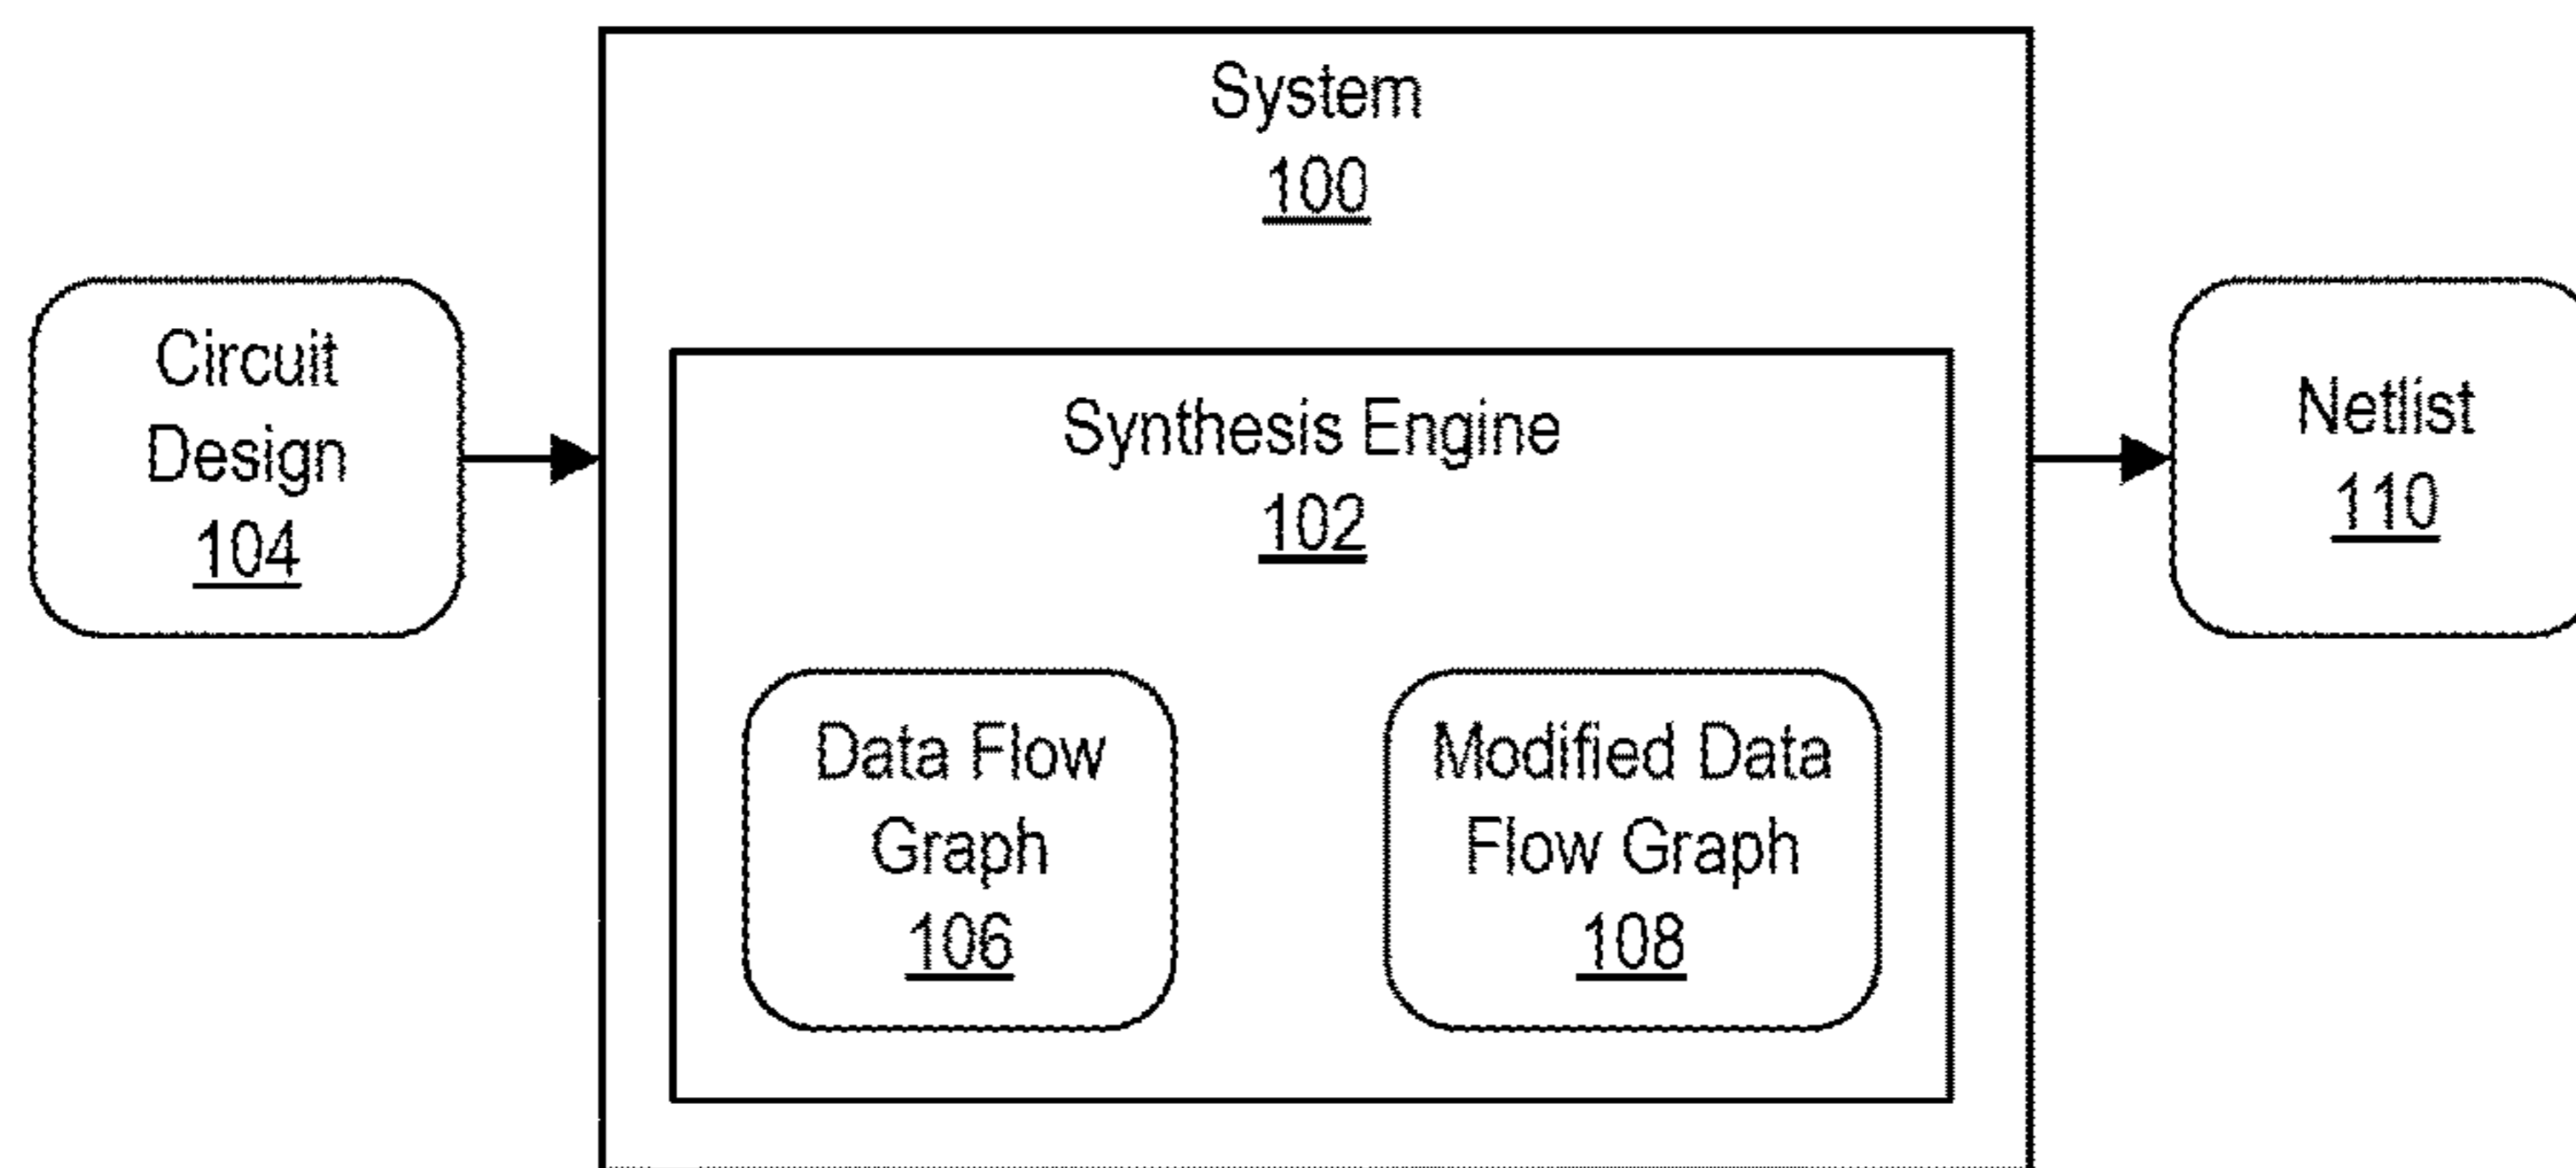 System
100
Circuit
Design
104
Synthesis Engine
102
Netlist
110
Data Flow
Graph
106
Modified Data
Flow Graph
108